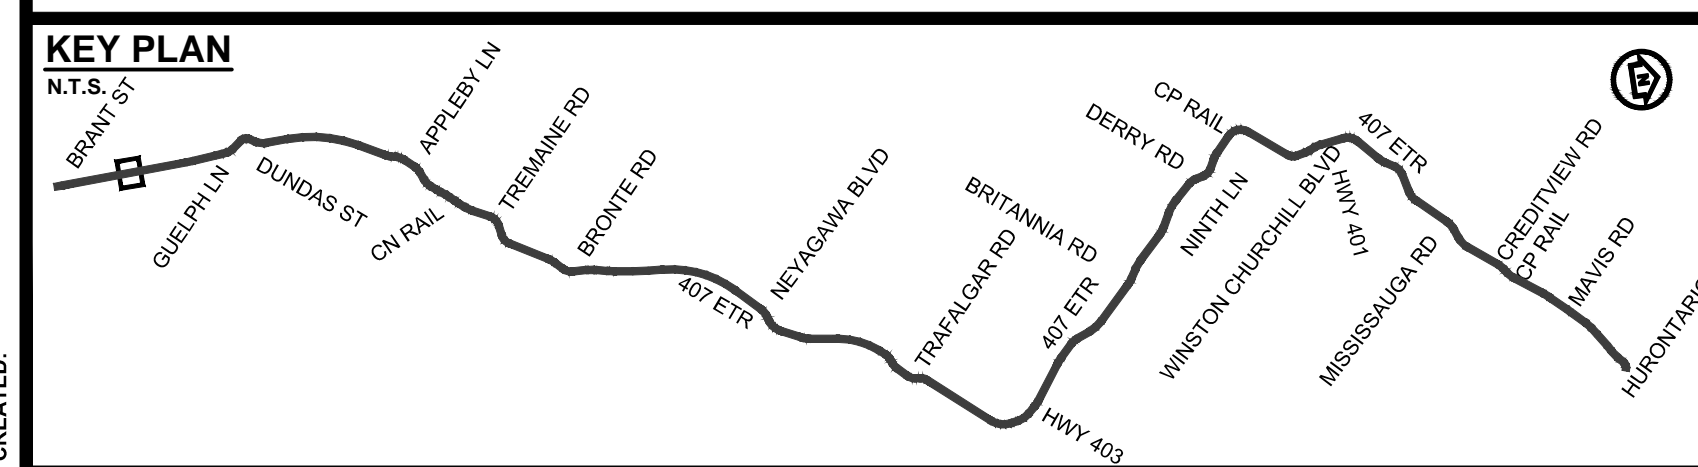 KEY PLAN
N.T.S.
BRANT ST
GUELPH LN
DUNDAS ST
CN RAIL
APPLEBY LN
TREMAINE RD
BRONTE RD
407 ETR
NEYAGAWA BLVD
TRAFALGAR RD
BRITANNIA RD
407 ETR
HWY 403
DERRY RD
CP RAIL
NINTH LN
WINSTON CHURCHILL BLVD
HWY 401
407 ETR
MISSISSAUGA RD
CREDITVIEW RD
CP RAIL
MAVIS RD
N